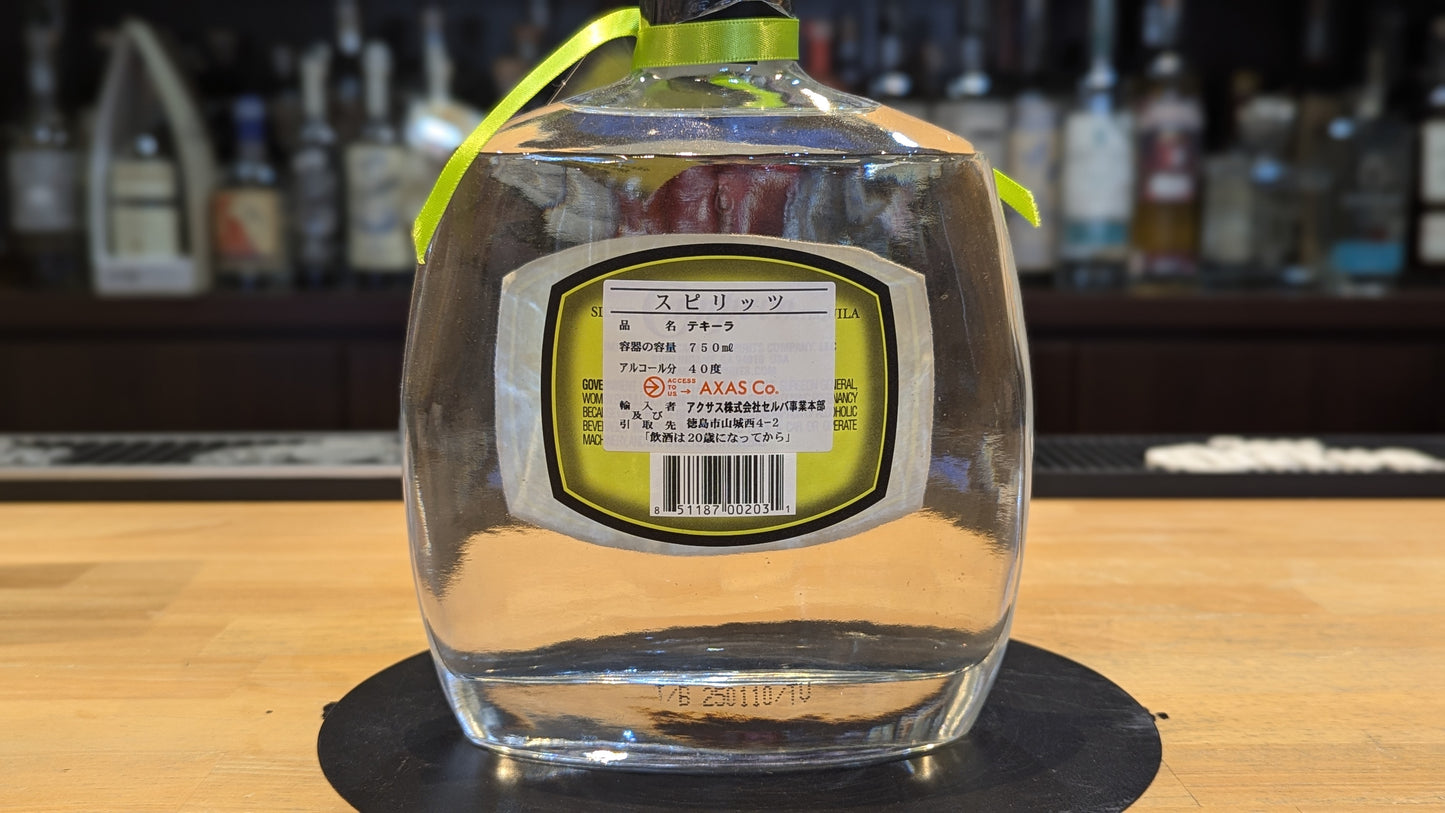 スピリッツ
品名 テキーラ
容器の容量 750㎖
アルコール分 40度
ACCESS TO US → AXAS Co.
輸入者 アクサス株式会社セルバ事業本部
及び
引取先 徳島市山城西4-2
「飲酒は20歳になってから」
GOVE
WOM
BECA
BEVE
MACH
8 51187 00203 1
T/B 250110/TV